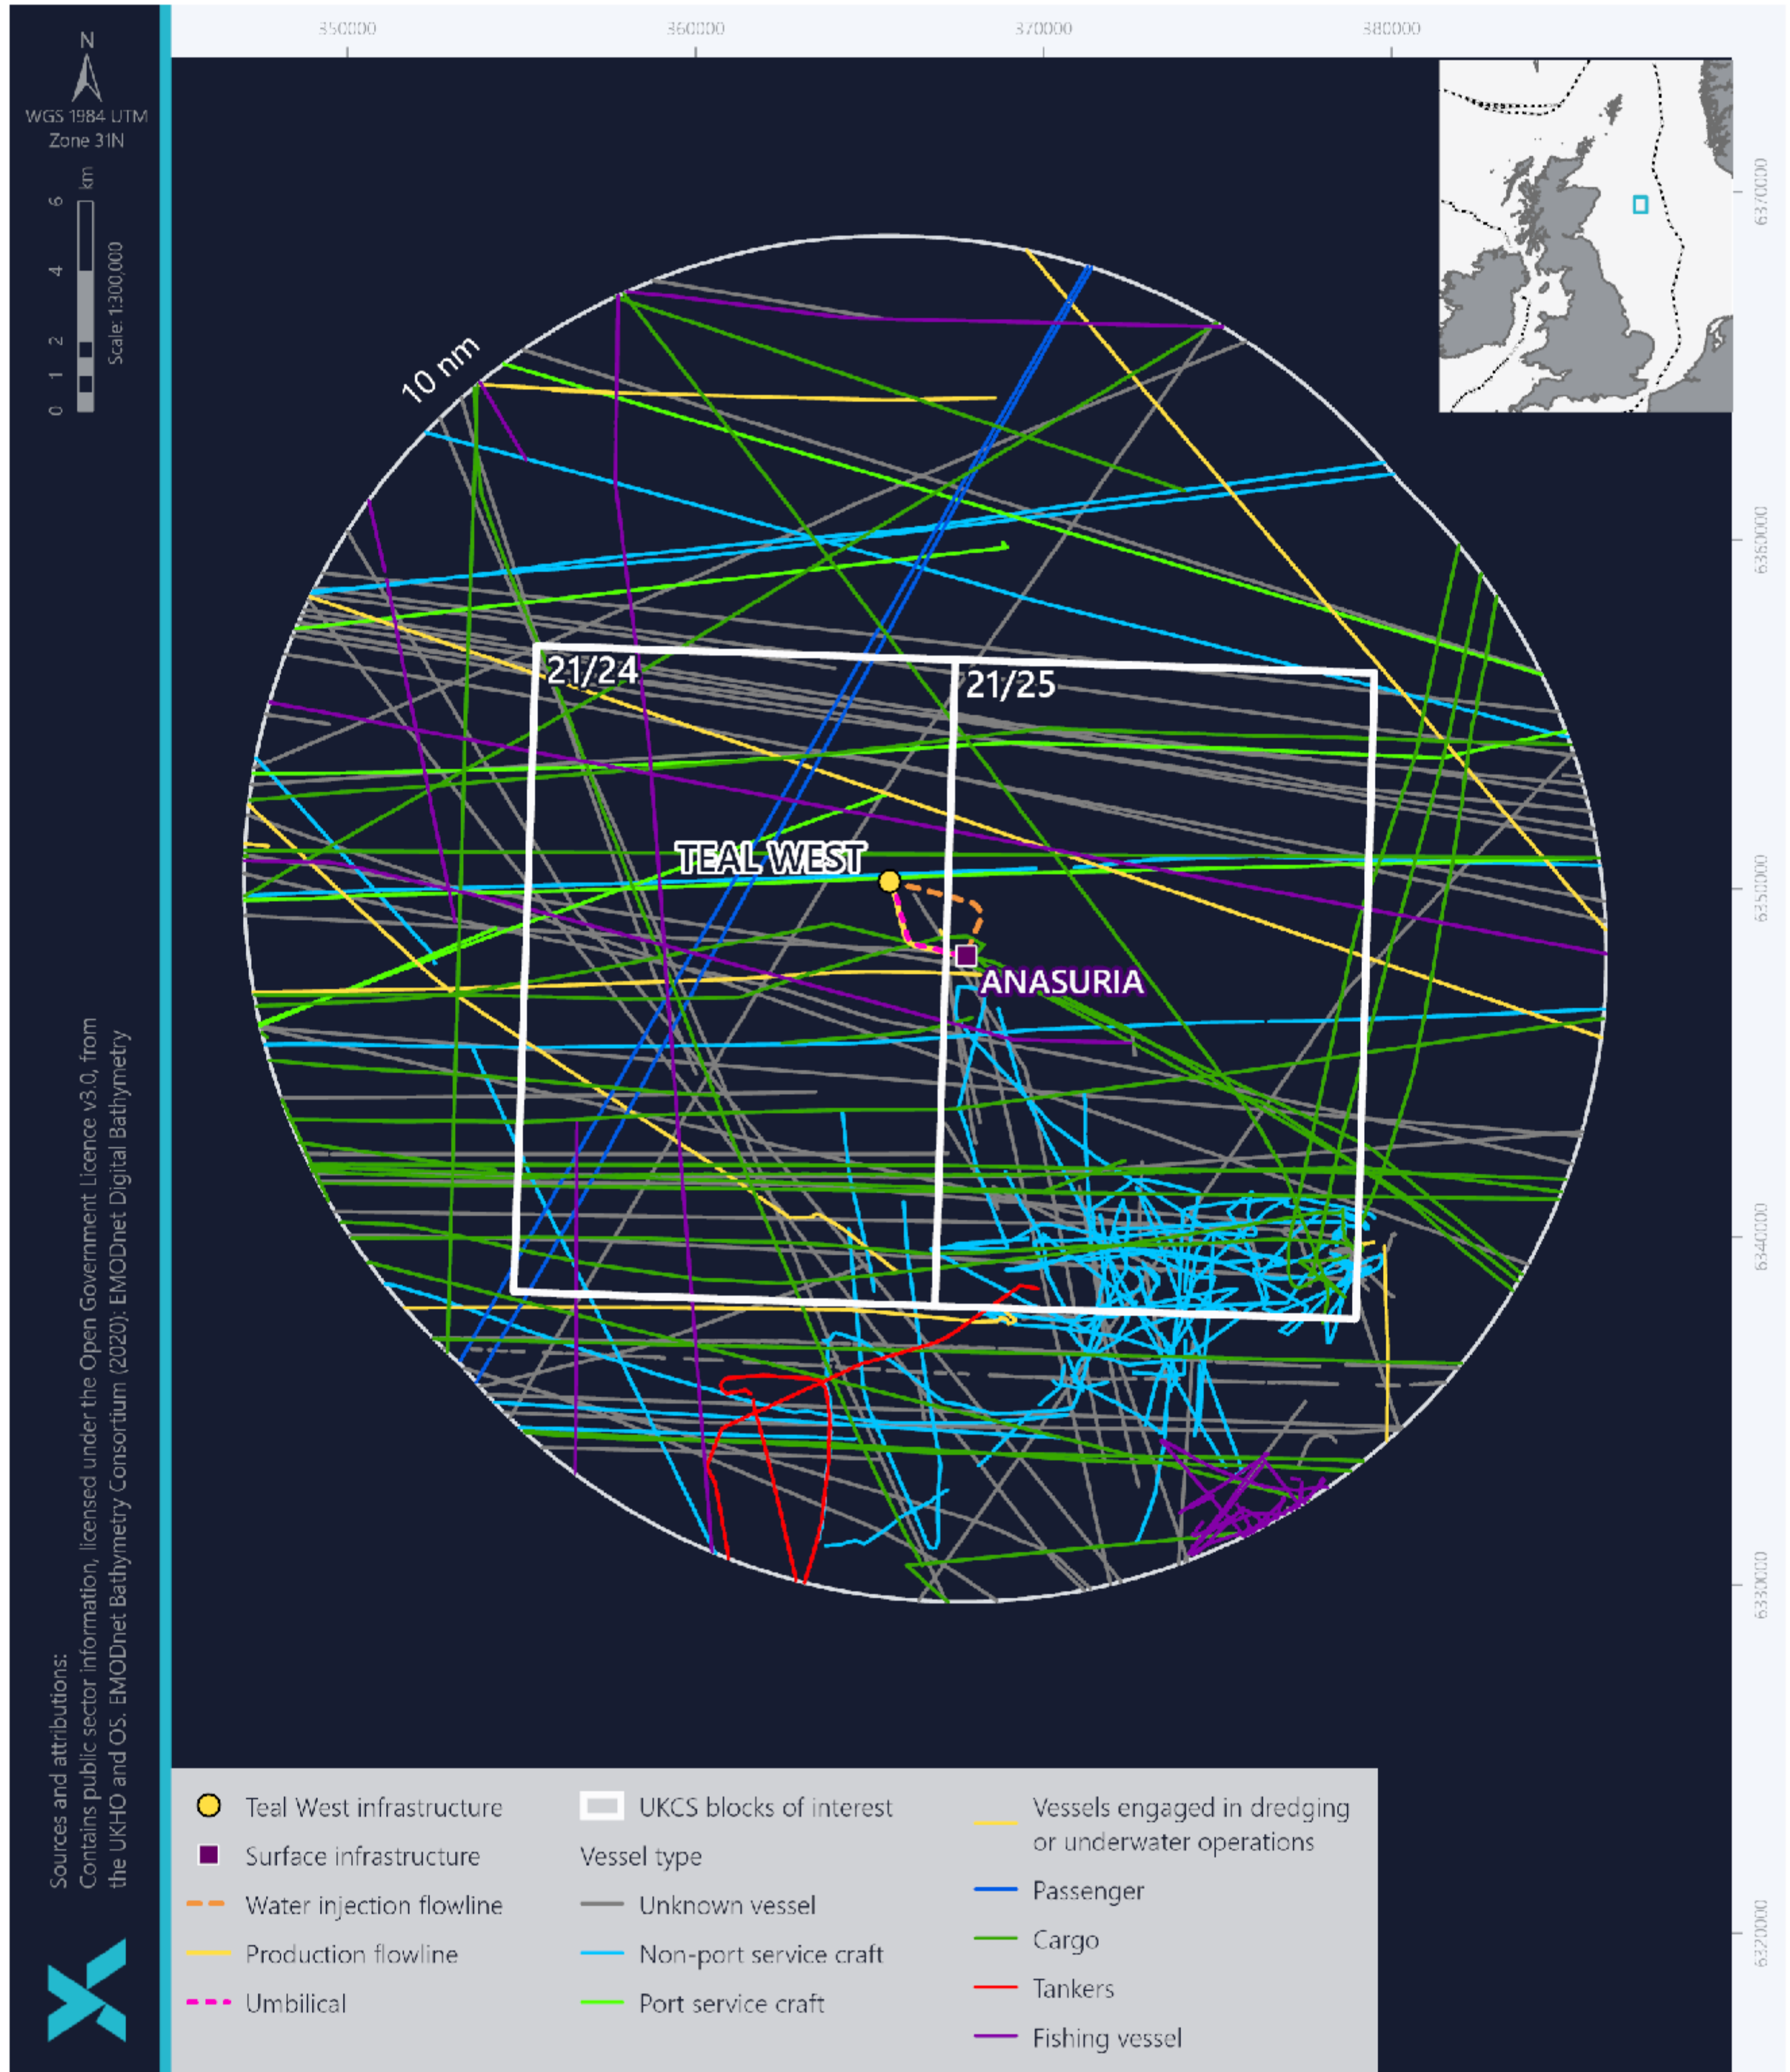 350000
360000
370000
380000
N
WGS 1984 UTM
Zone 31N
km
6
4
2
1
0
Scale: 1:300,000
6370000
6360000
6350000
6340000
6330000
6320000
10 nm
21/24
21/25
TEAL WEST
ANASURIA
Sources and attributions:
Contains public sector information, licensed under the Open Government Licence v3.0, from
the UKHO and OS. EMODnet Bathymetry Consortium (2020): EMODnet Digital Bathymetry
Teal West infrastructure
Surface infrastructure
Water injection flowline
Production flowline
Umbilical
UKCS blocks of interest
Vessel type
Unknown vessel
Non-port service craft
Port service craft
Vessels engaged in dredging
or underwater operations
Passenger
Cargo
Tankers
Fishing vessel